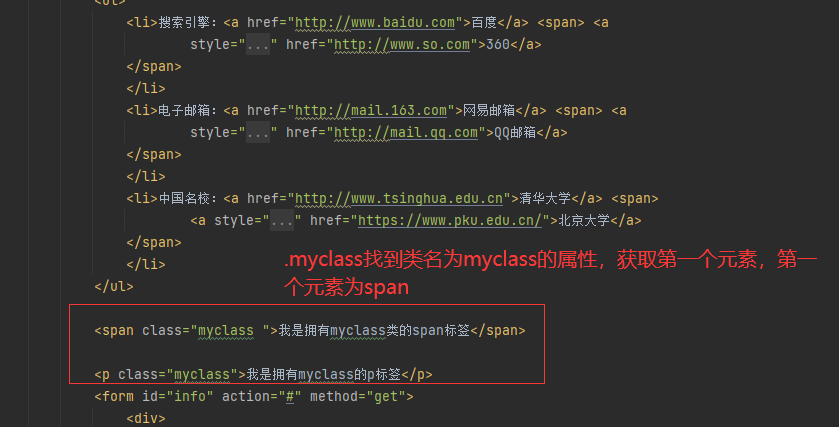 <ul>
<li>搜索引擎：<a href="http://www.baidu.com">百度</a> <span> <a
style="..." href="http://www.so.com">360</a>
</span>
</li>
<li>电子邮箱：<a href="http://mail.163.com">网易邮箱</a> <span> <a
style="..." href="http://mail.qq.com">QQ邮箱</a>
</span>
</li>
<li>中国名校：<a href="http://www.tsinghua.edu.cn">清华大学</a> <span>
<a style="..." href="https://www.pku.edu.cn/">北京大学</a>
</span>
</li>
.myclass找到类名为myclass的属性，获取第一个元素，第一
个元素为span
</ul>
<span class="myclass ">我是拥有myclass类的span标签</span>
<p class="myclass">我是拥有myclass的p标签</p>
<form id="info" action="#" method="get">
<div>